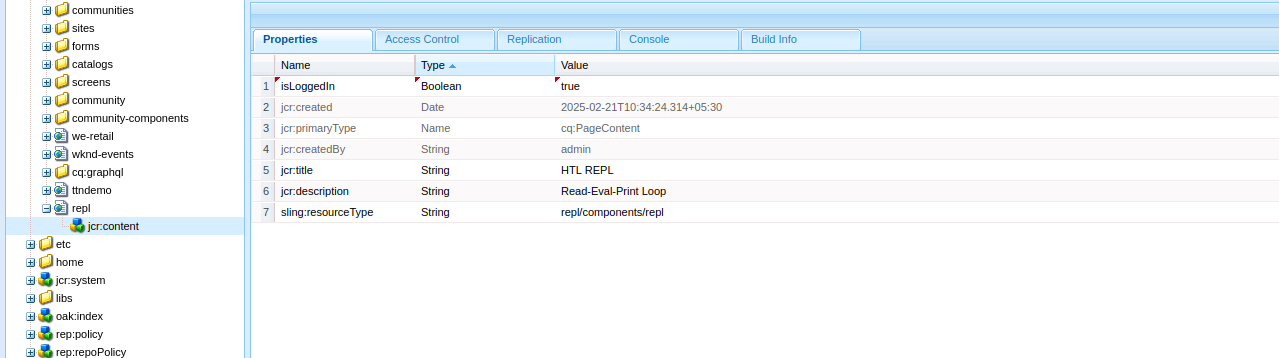 communities
sites
forms
catalogs
screens
community
community-components
we-retail
wknd-events
cq:graphql
ttndemo
repl
jcr:content
etc
home
jcr:system
libs
oak:index
rep:policy
rep:repoPolicy
Properties Access Control Replication Console Build Info
Name Type Value
1 isLoggedIn Boolean true
2 jcr:created Date 2025-02-21T10:34:24.314+05:30
3 jcr:primaryType Name cq:PageContent
4 jcr:createdBy String admin
5 jcr:title String HTL REPL
6 jcr:description String Read-Eval-Print Loop
7 sling:resourceType String repl/components/repl